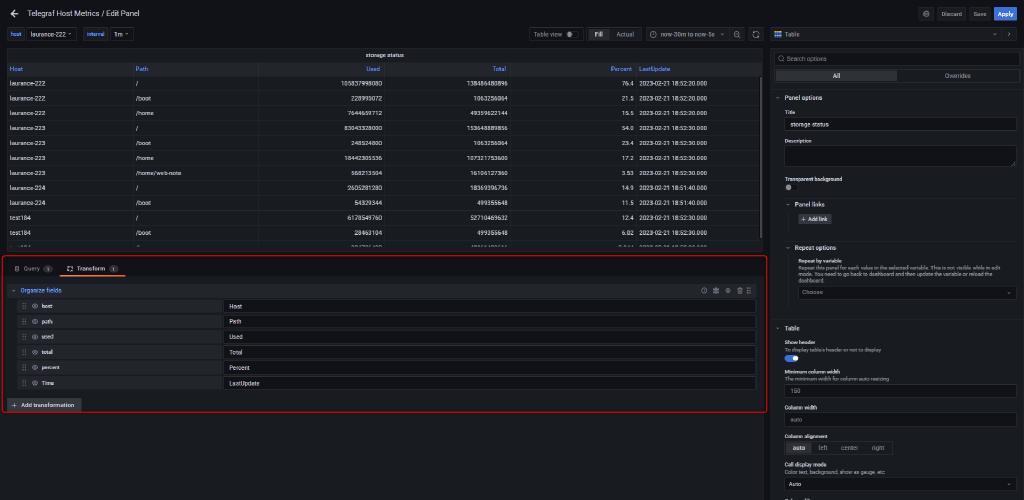 Telegraf Host Metrics / Edit Panel
Discard
Save
Apply
host
laurance-222
interval
1m
Table view
Fill
Actual
now-30m to now-5s
Table
storage status
Host Path Used Total Percent LastUpdate
laurance-222 / 105837998080 138486480896 76.4 2023-02-21 18:52:20.000
laurance-222 /boot 228995072 1063256064 21.5 2023-02-21 18:52:20.000
laurance-222 /home 7644659712 49359622144 15.5 2023-02-21 18:52:20.000
laurance-223 / 83043328000 153648889856 54.0 2023-02-21 18:52:30.000
laurance-223 /boot 248524800 1063256064 23.4 2023-02-21 18:52:30.000
laurance-223 /home 18442305536 107321753600 17.2 2023-02-21 18:52:30.000
laurance-223 /home/web-note 568213504 16106127360 3.53 2023-02-21 18:52:30.000
laurance-224 / 2605281280 18369396736 14.9 2023-02-21 18:51:40.000
laurance-224 /boot 54329344 499355648 11.5 2023-02-21 18:51:40.000
test184 / 6178549760 52710469632 12.4 2023-02-21 18:52:30.000
test184 /boot 28463104 499355648 6.02 2023-02-21 18:52:30.000
Query 1
Transform 1
Organize fields
host Host
path Path
used Used
total Total
percent Percent
Time LastUpdate
+ Add transformation
Search options
All
Overrides
Panel options
Title
storage status
Description
Transparent background
Panel links
+ Add link
Repeat options
Repeat by variable
Repeat this panel for each value in the selected variable. This is not visible while in edit
mode. You need to go back to dashboard and then update the variable or reload the
dashboard.
Choose
Table
Show header
To display table's header or not to display
Minimum column width
The minimum width for column auto resizing
150
Column width
auto
Column alignment
auto
left
center
right
Cell display mode
Color text, background, show as gauge, etc
Auto